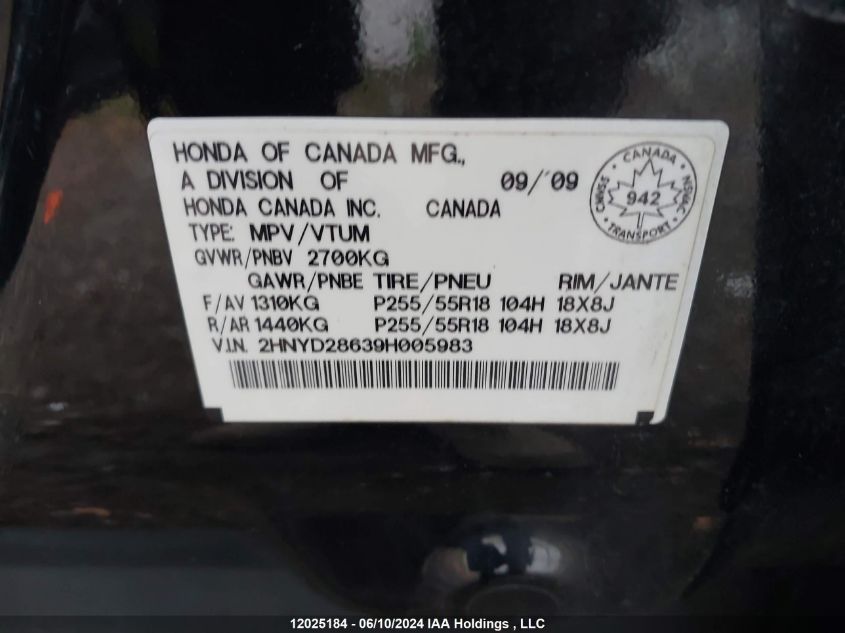 HONDA OF CANADA MFG.,
A DIVISION OF 09/'09
HONDA CANADA INC. CANADA
TYPE: MPV/VTUM
GVWR/PNBV 2700KG
GAWR/PNBE TIRE/PNEU RIM/JANTE
F/AV 1310KG P255/55R18 104H 18X8J
R/AR 1440KG P255/55R18 104H 18X8J
V.I.N. 2HNYD28639H005983
CANADA
CMVSS 942 NSVAC
TRANSPORT
12025184 - 06/10/2024 IAA Holdings , LLC